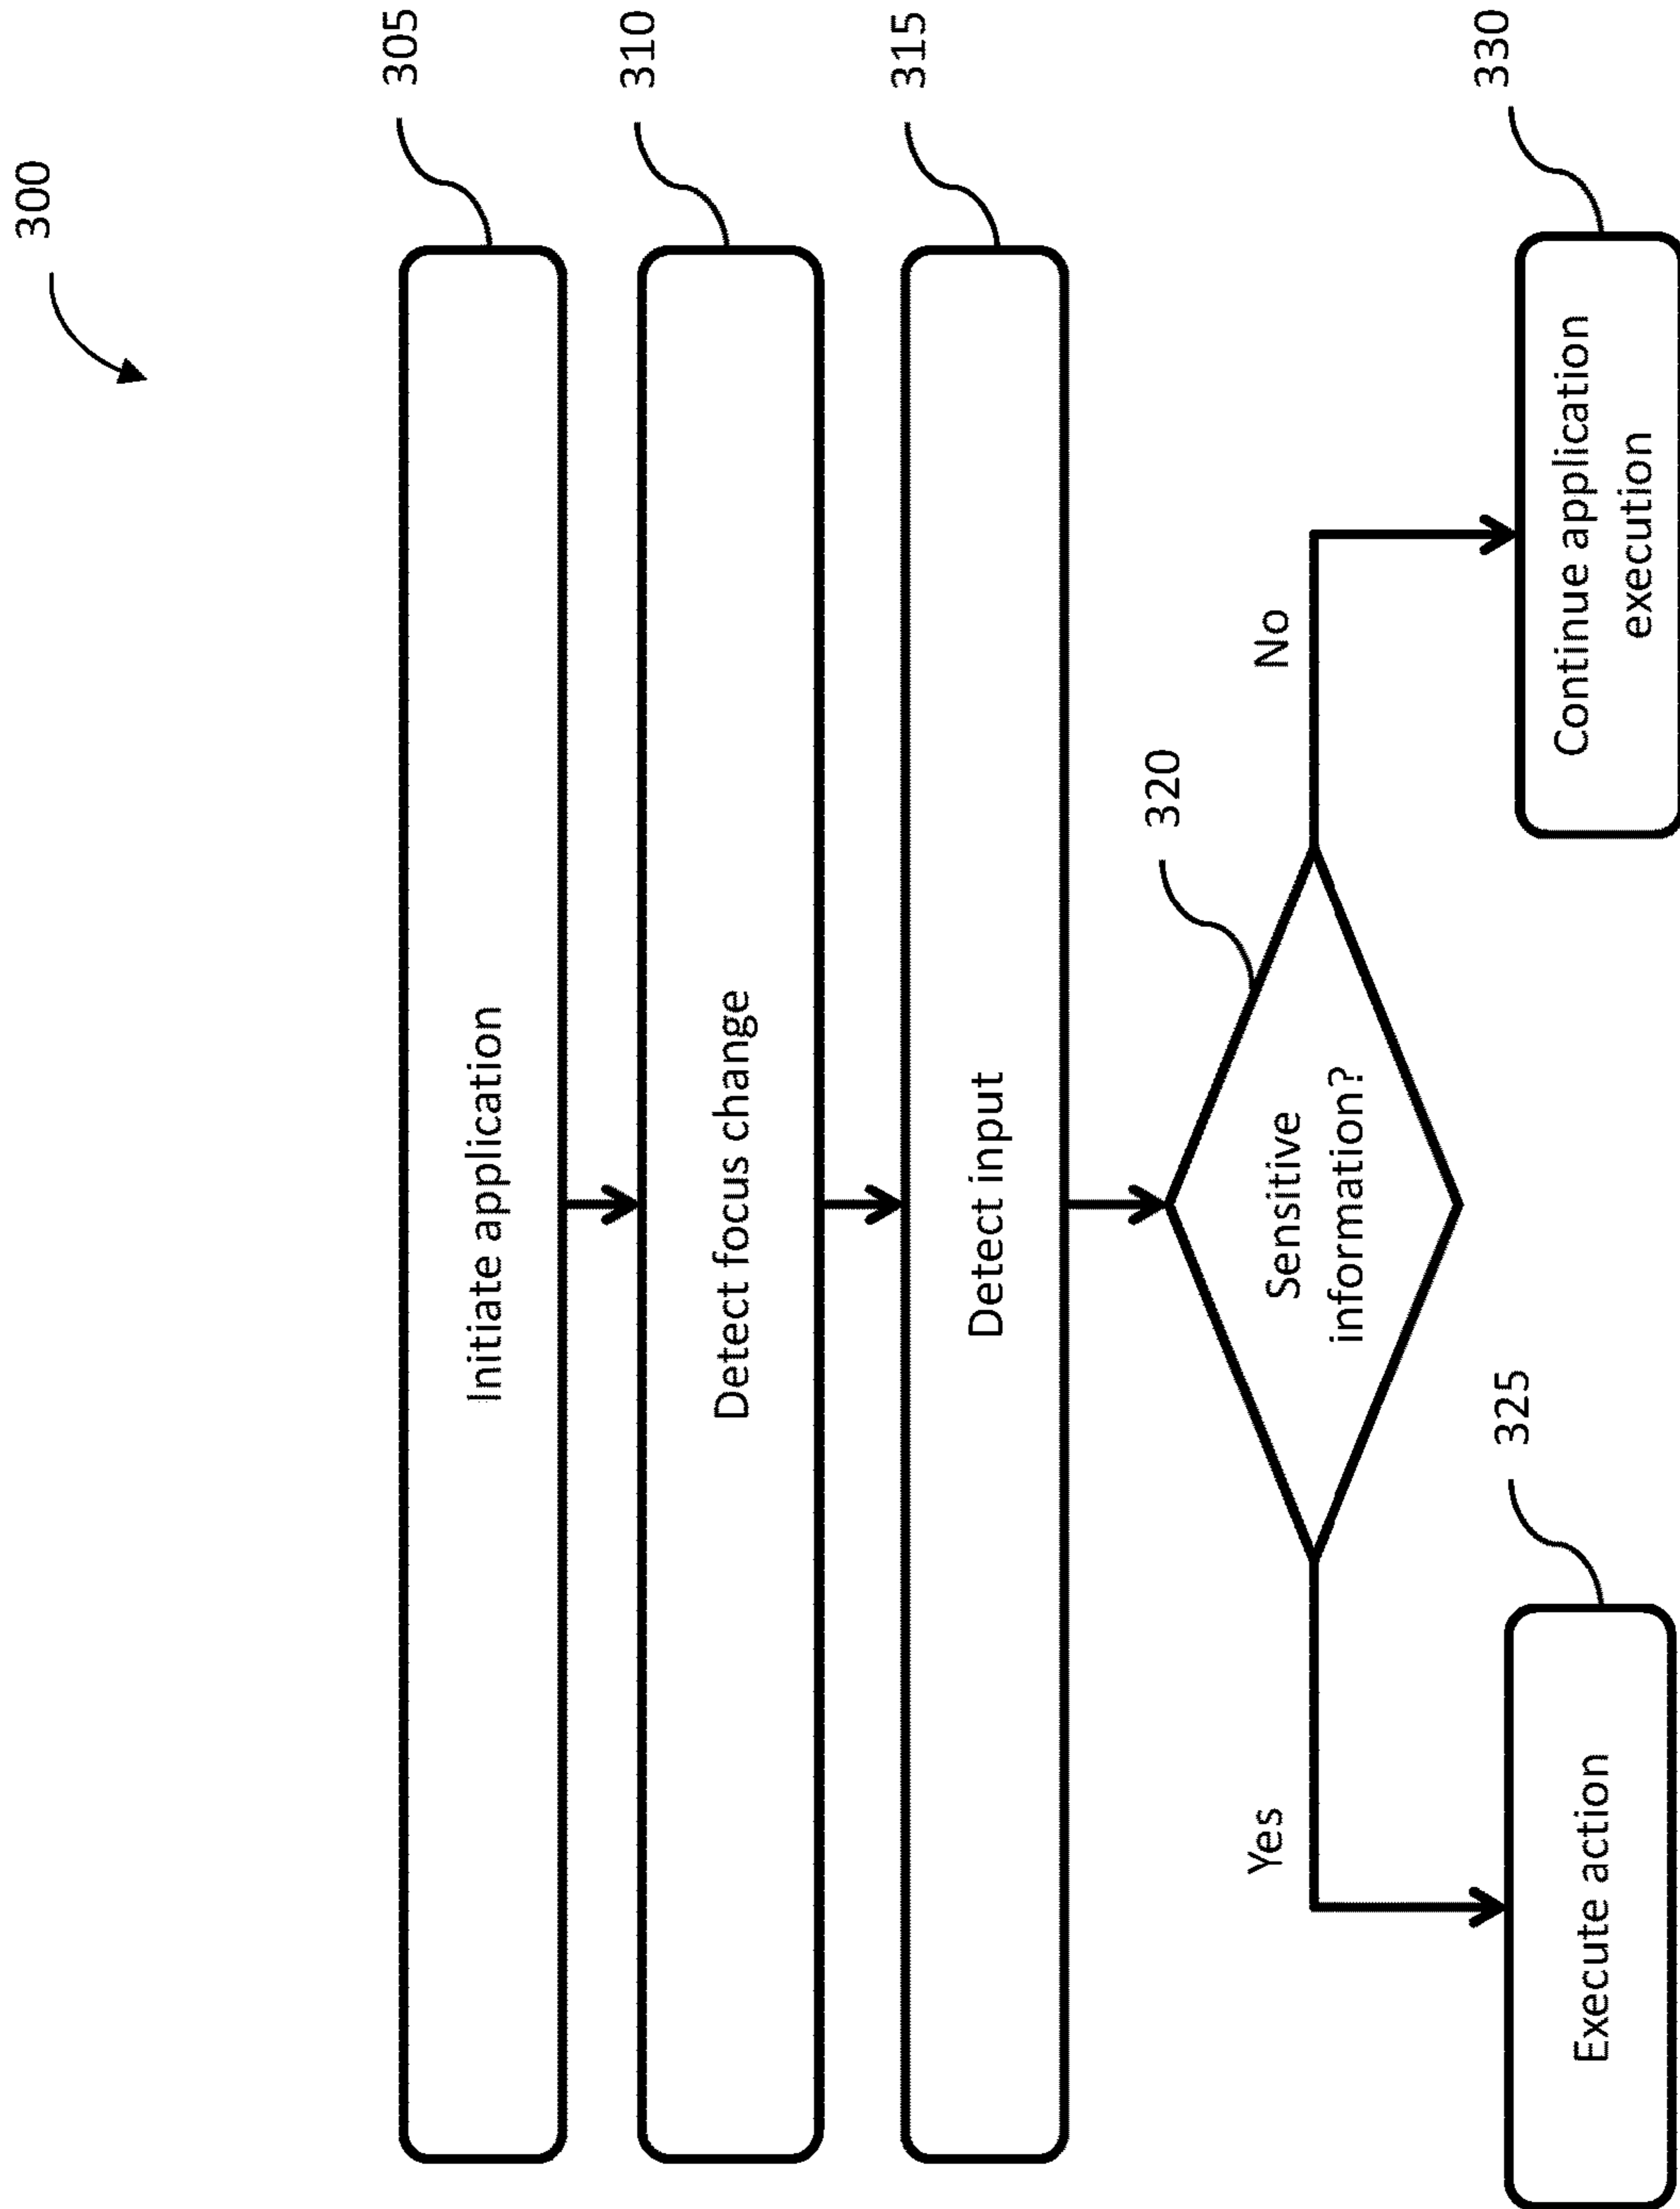 300
305
Initiate application
310
Detect focus change
315
Detect input
320
Sensitive
information?
Yes
No
325
Execute action
330
Continue application
execution